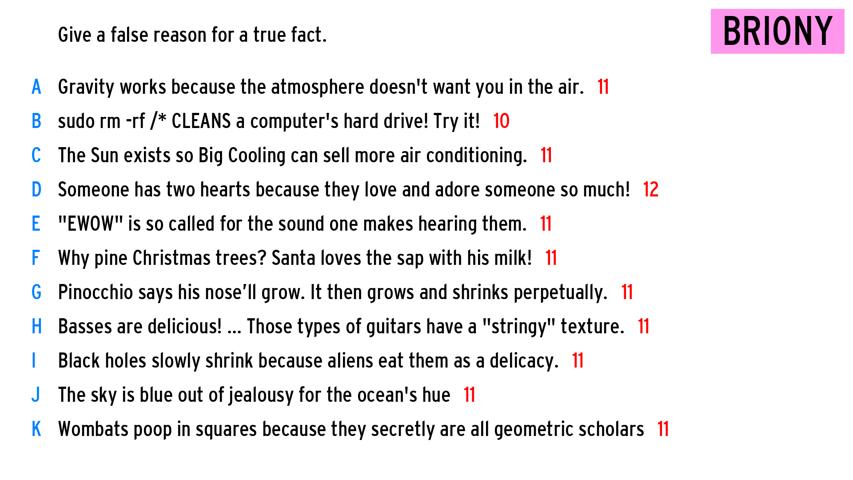 Give a false reason for a true fact.
BRIONY
A Gravity works because the atmosphere doesn't want you in the air. 11
B sudo rm -rf /* CLEANS a computer's hard drive! Try it! 10
C The Sun exists so Big Cooling can sell more air conditioning. 11
D Someone has two hearts because they love and adore someone so much! 12
E "EWOW" is so called for the sound one makes hearing them. 11
F Why pine Christmas trees? Santa loves the sap with his milk! 11
G Pinocchio says his nose’ll grow. It then grows and shrinks perpetually. 11
H Basses are delicious! ... Those types of guitars have a "stringy" texture. 11
I Black holes slowly shrink because aliens eat them as a delicacy. 11
J The sky is blue out of jealousy for the ocean's hue 11
K Wombats poop in squares because they secretly are all geometric scholars 11